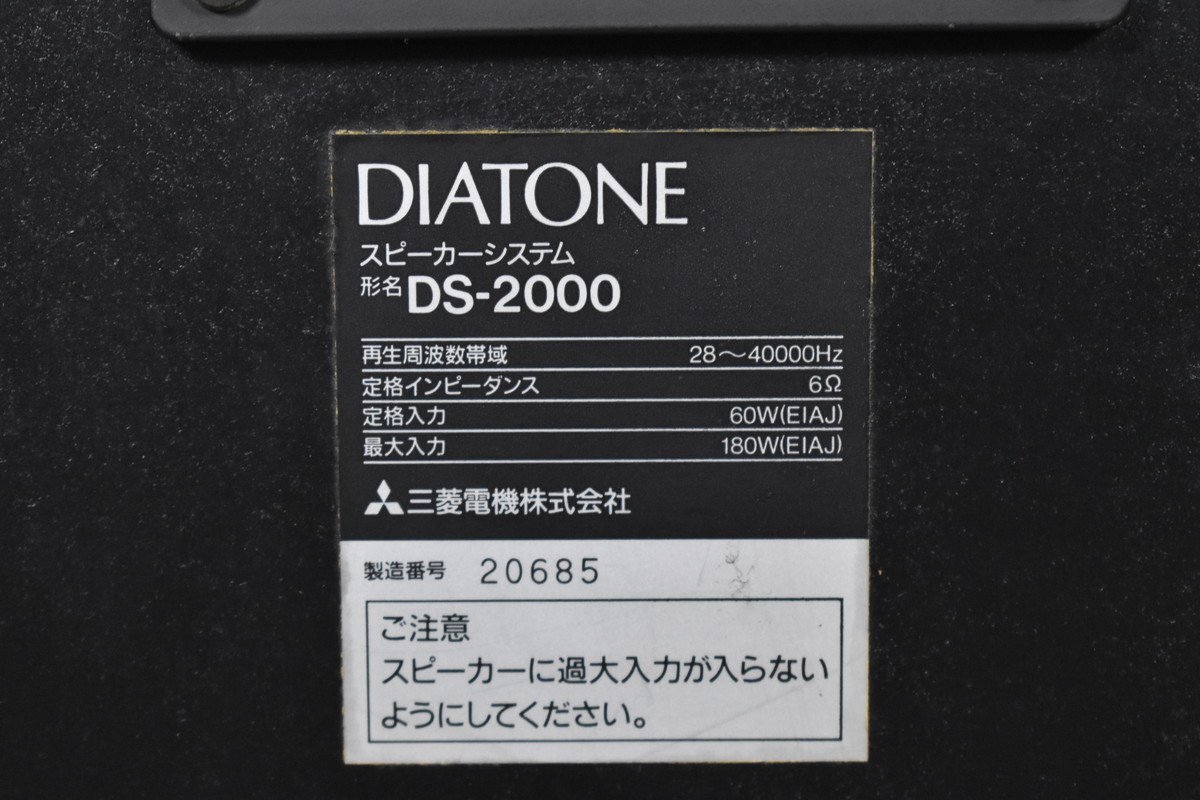 DIATONE
スピーカーシステム
形名 DS-2000
再生周波数帯域 28〜40000Hz
定格インピーダンス 6Ω
定格入力 60W(EIAJ)
最大入力 180W(EIAJ)
三菱電機株式会社
製造番号 20685
ご注意
スピーカーに過大入力が入らない
ようにしてください。